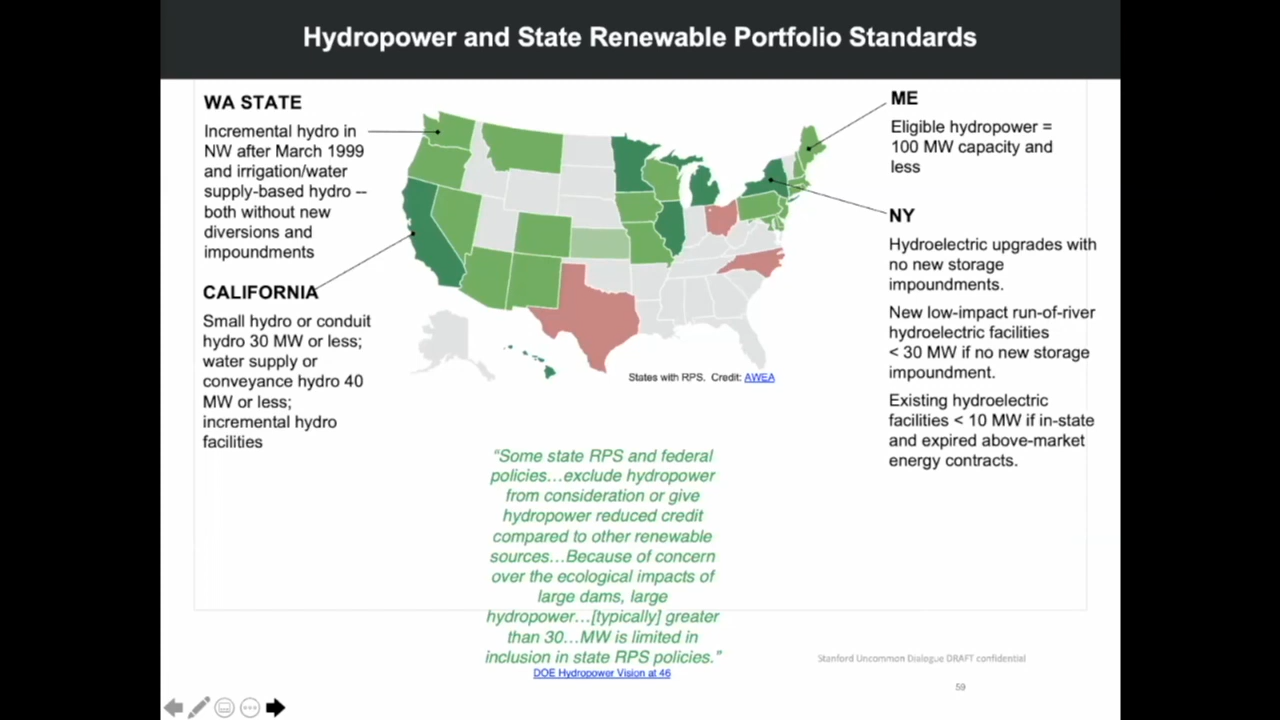 Hydropower and State Renewable Portfolio Standards
WA STATE
Incremental hydro in
NW after March 1999
and irrigation/water
supply-based hydro –
both without new
diversions and
impoundments
CALIFORNIA
Small hydro or conduit
hydro 30 MW or less;
water supply or
conveyance hydro 40
MW or less;
incremental hydro
facilities
ME
Eligible hydropower =
100 MW capacity and
less
NY
Hydroelectric upgrades with
no new storage
impoundments.
New low-impact run-of-river
hydroelectric facilities
< 30 MW if no new storage
impoundment.
Existing hydroelectric
facilities < 10 MW if in-state
and expired above-market
energy contracts.
States with RPS. Credit: AWEA
“Some state RPS and federal
policies…exclude hydropower
from consideration or give
hydropower reduced credit
compared to other renewable
sources…Because of concern
over the ecological impacts of
large dams, large
hydropower…[typically] greater
than 30…MW is limited in
inclusion in state RPS policies.”
DOE Hydropower Vision at 46
Stanford Uncommon Dialogue DRAFT confidential
59